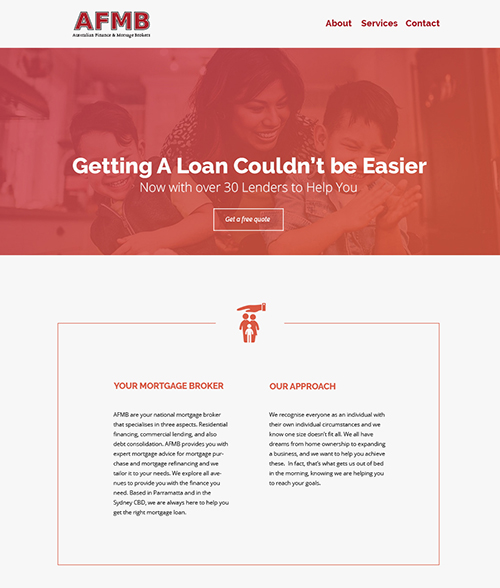 AFMB
Australian Finance & Mortage Brokers
About Services Contact
Getting A Loan Couldn't be Easier
Now with over 30 Lenders to Help You
Get a free quote
YOUR MORTGAGE BROKER
AFMB are your national mortgage broker
that specialises in three aspects. Residential
financing, commercial lending, and also
debt consolidation. AFMB provides you with
expert mortgage advice for mortgage pur-
chase and mortgage refinancing and we
tailor it to your needs. We explore all ave-
nues to provide you with the finance you
need. Based in Parramatta and in the
Sydney CBD, we are always here to help you
get the right mortgage loan.
OUR APPROACH
We recognise everyone as an individual with
their own individual circumstances and we
know one size doesn't fit all. We all have
dreams from home ownership to expanding
a business, and we want to help you achieve
these. In fact, that's what gets us out of bed
in the morning, knowing we are helping you
to reach your goals.